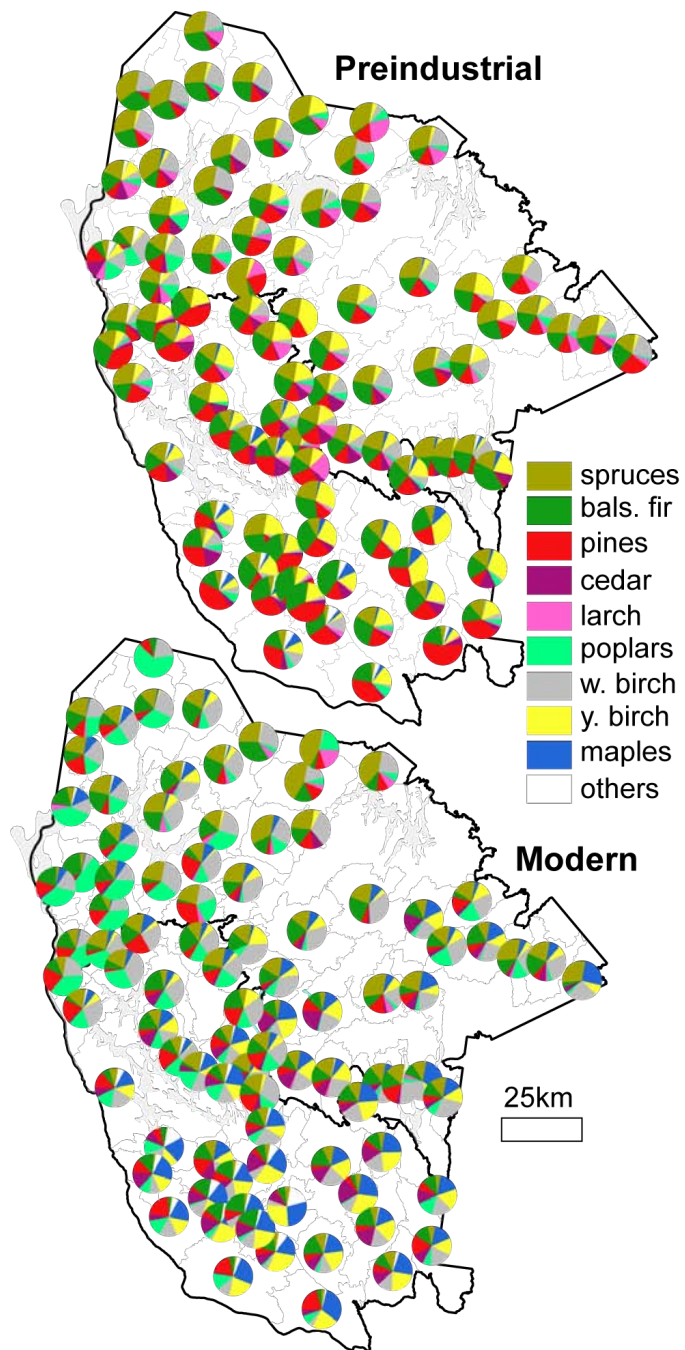 Preindustrial
spruces
bals. fir
pines
cedar
larch
poplars
w. birch
y. birch
maples
others
Modern
25km